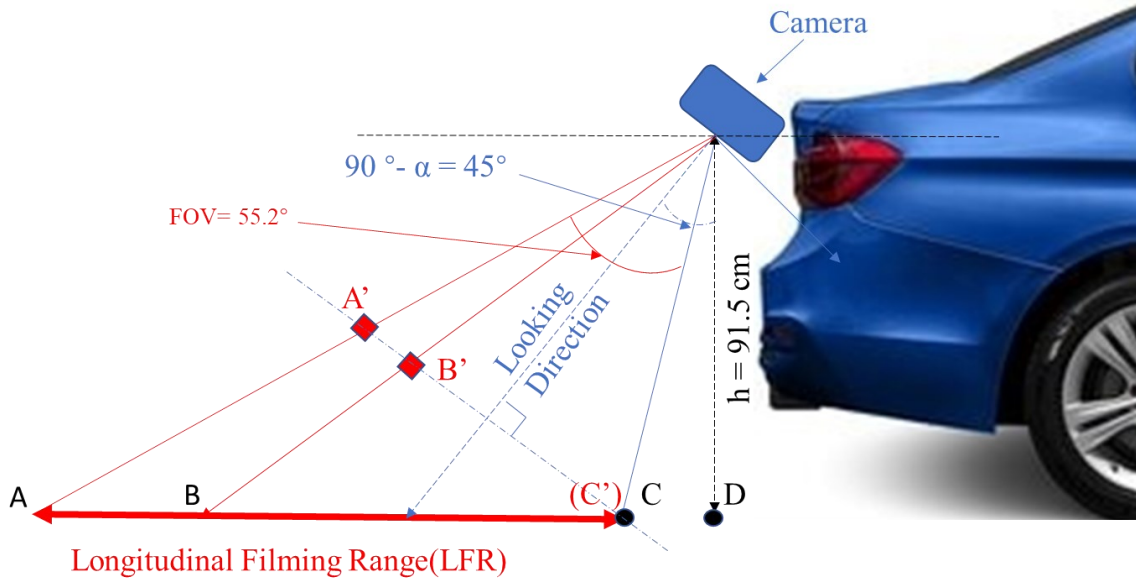 Camera
90 °- α = 45°
FOV= 55.2°
A’
B’
Looking
Direction
h = 91.5 cm
A
B
(C’)
C
D
Longitudinal Filming Range(LFR)